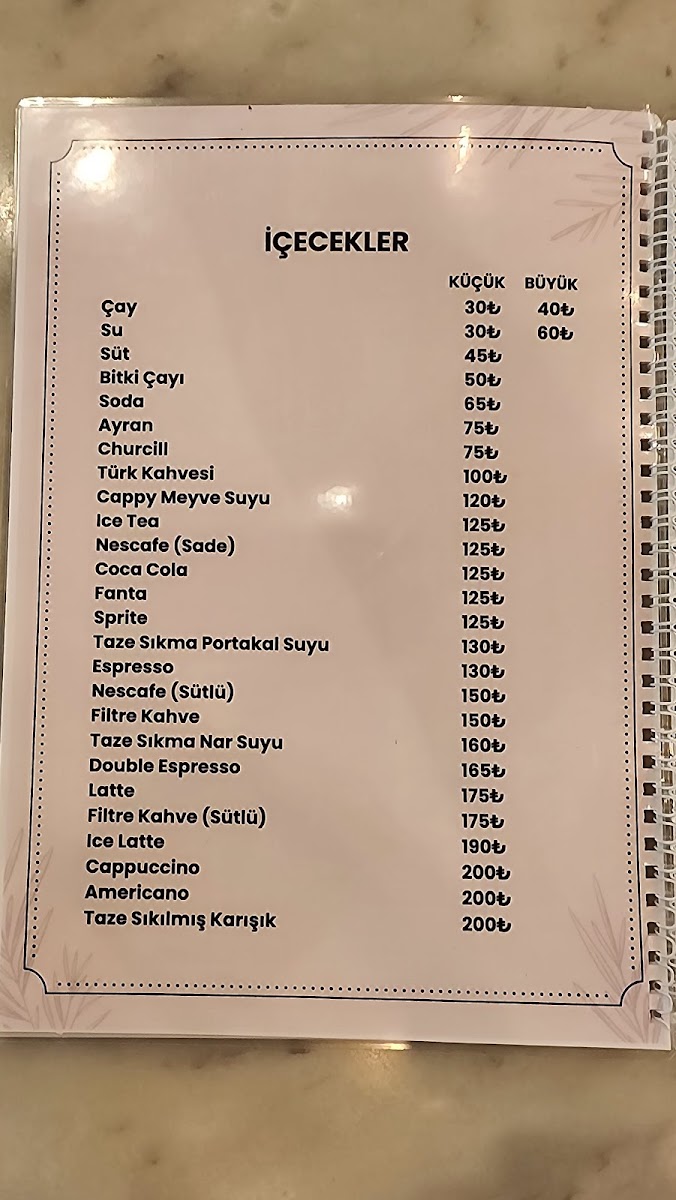 İÇECEKLER
KÜÇÜK BÜYÜK
Çay 30₺ 40₺
Su 30₺ 60₺
Süt 45₺
Bitki Çayı 50₺
Soda 65₺
Ayran 75₺
Churcill 75₺
Türk Kahvesi 100₺
Cappy Meyve Suyu 120₺
Ice Tea 125₺
Nescafe (Sade) 125₺
Coca Cola 125₺
Fanta 125₺
Sprite 125₺
Taze Sıkma Portakal Suyu 130₺
Espresso 130₺
Nescafe (Sütlü) 150₺
Filtre Kahve 150₺
Taze Sıkma Nar Suyu 160₺
Double Espresso 165₺
Latte 175₺
Filtre Kahve (Sütlü) 175₺
Ice Latte 190₺
Cappuccino 200₺
Americano 200₺
Taze Sıkılmış Karışık 200₺